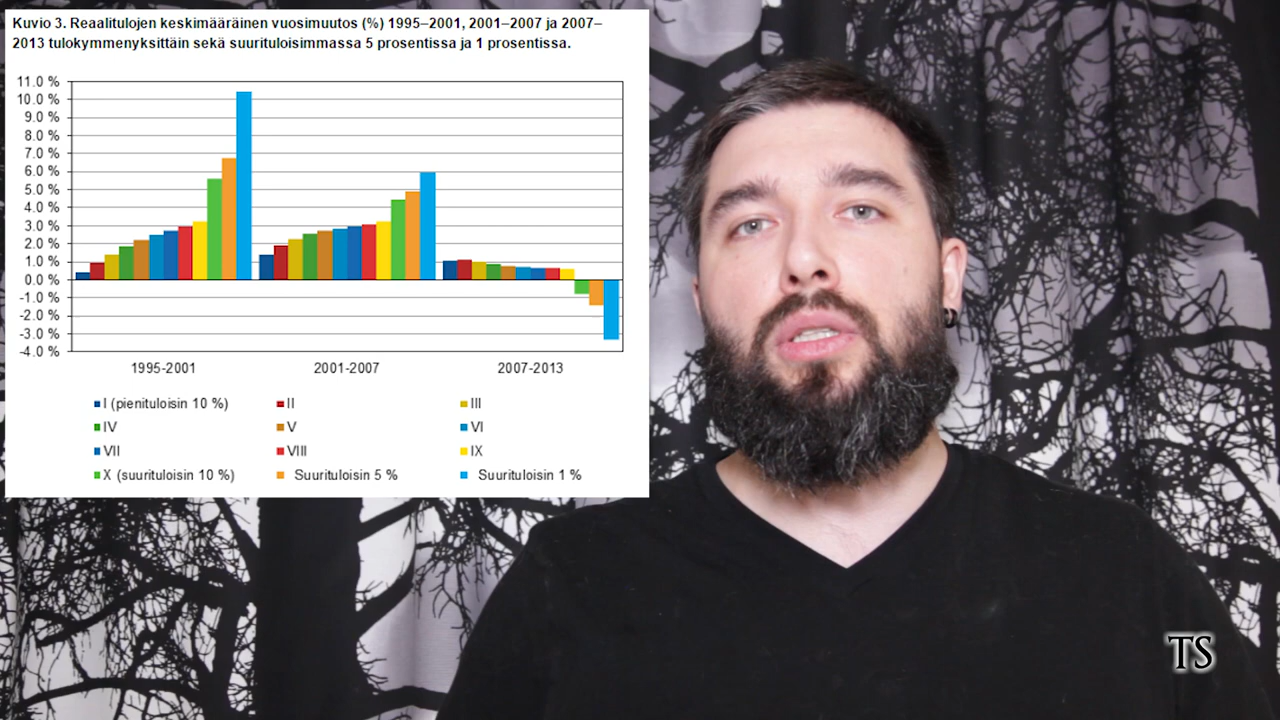 Kuvio 3. Reaalitulojen keskimääräinen vuosimuutos (%) 1995–2001, 2001–2007 ja 2007–
2013 tulokymmenyksittäin sekä suurituloisimmassa 5 prosentissa ja 1 prosentissa.
11.0 %
10.0 %
9.0 %
8.0 %
7.0 %
6.0 %
5.0 %
4.0 %
3.0 %
2.0 %
1.0 %
0.0 %
-1.0 %
-2.0 %
-3.0 %
-4.0 %
1995-2001 2001-2007 2007-2013
I (pienituloisin 10 %) II III
IV V VI
VII VIII IX
X (suurituloisin 10 %) Suurituloisin 5 % Suurituloisin 1 %
TS